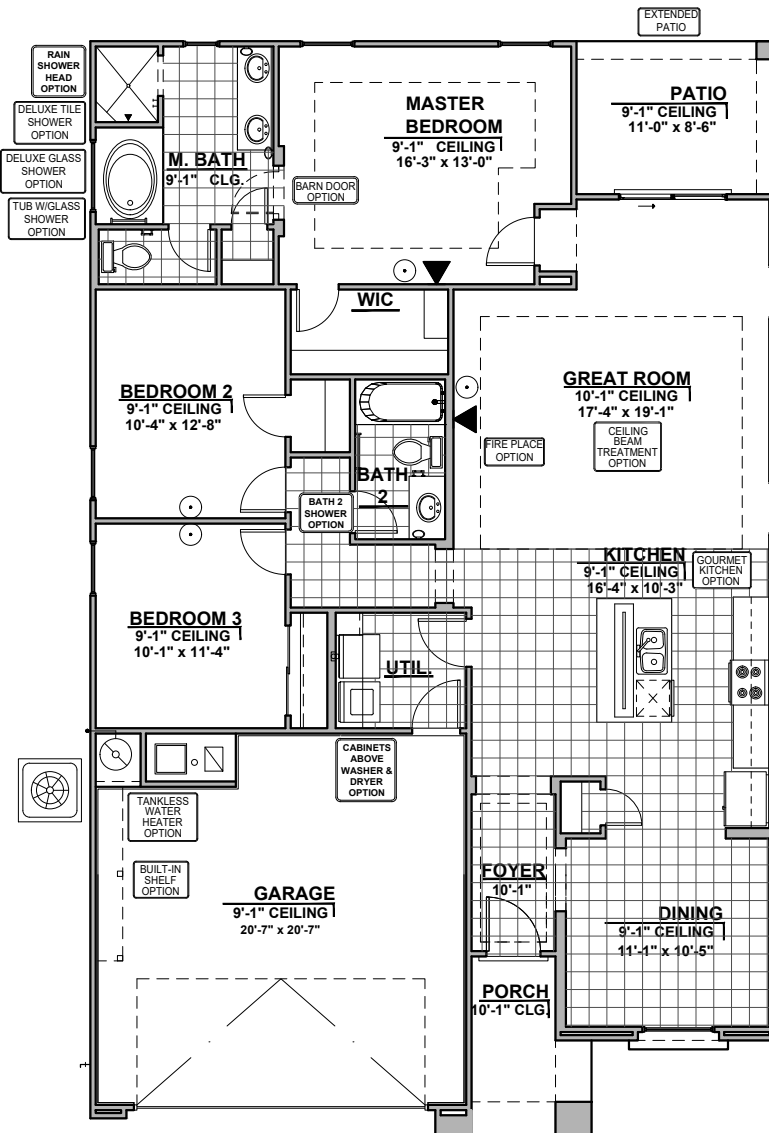 EXTENDED
PATIO
RAIN
SHOWER
HEAD
OPTION
DELUXE TILE
SHOWER
OPTION
DELUXE GLASS
SHOWER
OPTION
TUB W/GLASS
SHOWER
OPTION
M. BATH
9'-1" CLG.
BARN DOOR
OPTION
MASTER
BEDROOM
9'-1" CEILING
16'-3" x 13'-0"
PATIO
9'-1" CEILING
11'-0" x 8'-6"
WIC
BEDROOM 2
9'-1" CEILING
10'-4" x 12'-8"
GREAT ROOM
10'-1" CEILING
17'-4" x 19'-1"
CEILING
BEAM
TREATMENT
OPTION
FIRE PLACE
OPTION
BATH
2
BATH 2
SHOWER
OPTION
KITCHEN
9'-1" CEILING
16'-4" x 10'-3"
GOURMET
KITCHEN
OPTION
BEDROOM 3
9'-1" CEILING
10'-1" x 11'-4"
UTIL.
CABINETS
ABOVE
WASHER &
DRYER
OPTION
TANKLESS
WATER
HEATER
OPTION
BUILT-IN
SHELF
OPTION
GARAGE
9'-1" CEILING
20'-7" x 20'-7"
FOYER
10'-1"
DINING
9'-1" CEILING
11'-1" x 10'-5"
PORCH
10'-1" CLG.